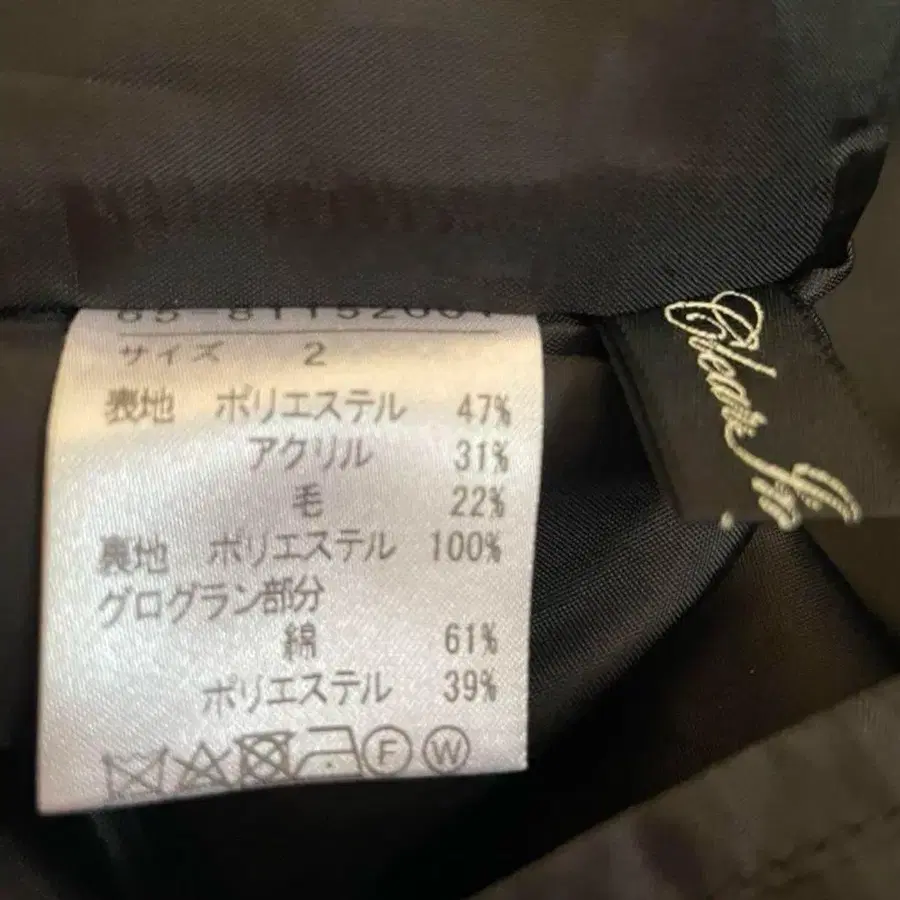 サイズ 2
表地 ポリエステル 47%
アクリル 31%
毛 22%
裏地 ポリエステル 100%
グログラン部分
綿 61%
ポリエステル 39%
F W
Clear